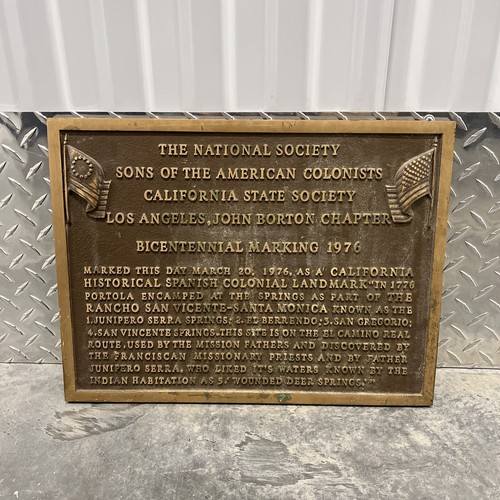 THE NATIONAL SOCIETY
SONS OF THE AMERICAN COLONISTS
CALIFORNIA STATE SOCIETY
LOS ANGELES, JOHN BORTON CHAPTER
BICENTENNIAL MARKING 1976
MARKED THIS DAY MARCH 20, 1976, AS A "CALIFORNIA
HISTORICAL SPANISH COLONIAL LANDMARK" IN 1776
PORTOLA ENCAMPED AT THE SPRINGS AS PART OF THE
RANCHO SAN VICENTE-SANTA MONICA KNOWN AS THE
1. JUNIPERO SERRA SPRINGS; 2. EL BERRENDO; 3. SAN GREGORIO;
4. SAN VINCENTE SPRINGS. THIS SITE IS ON THE EL CAMINO REAL
ROUTE, USED BY THE MISSION FATHERS AND DISCOVERED BY
THE FRANCISCAN MISSIONARY PRIESTS AND BY FATHER
JUNIPERO SERRA, WHO LIKED IT'S WATERS KNOWN BY THE
INDIAN HABITATION AS 5. "WOUNDED DEER SPRINGS."